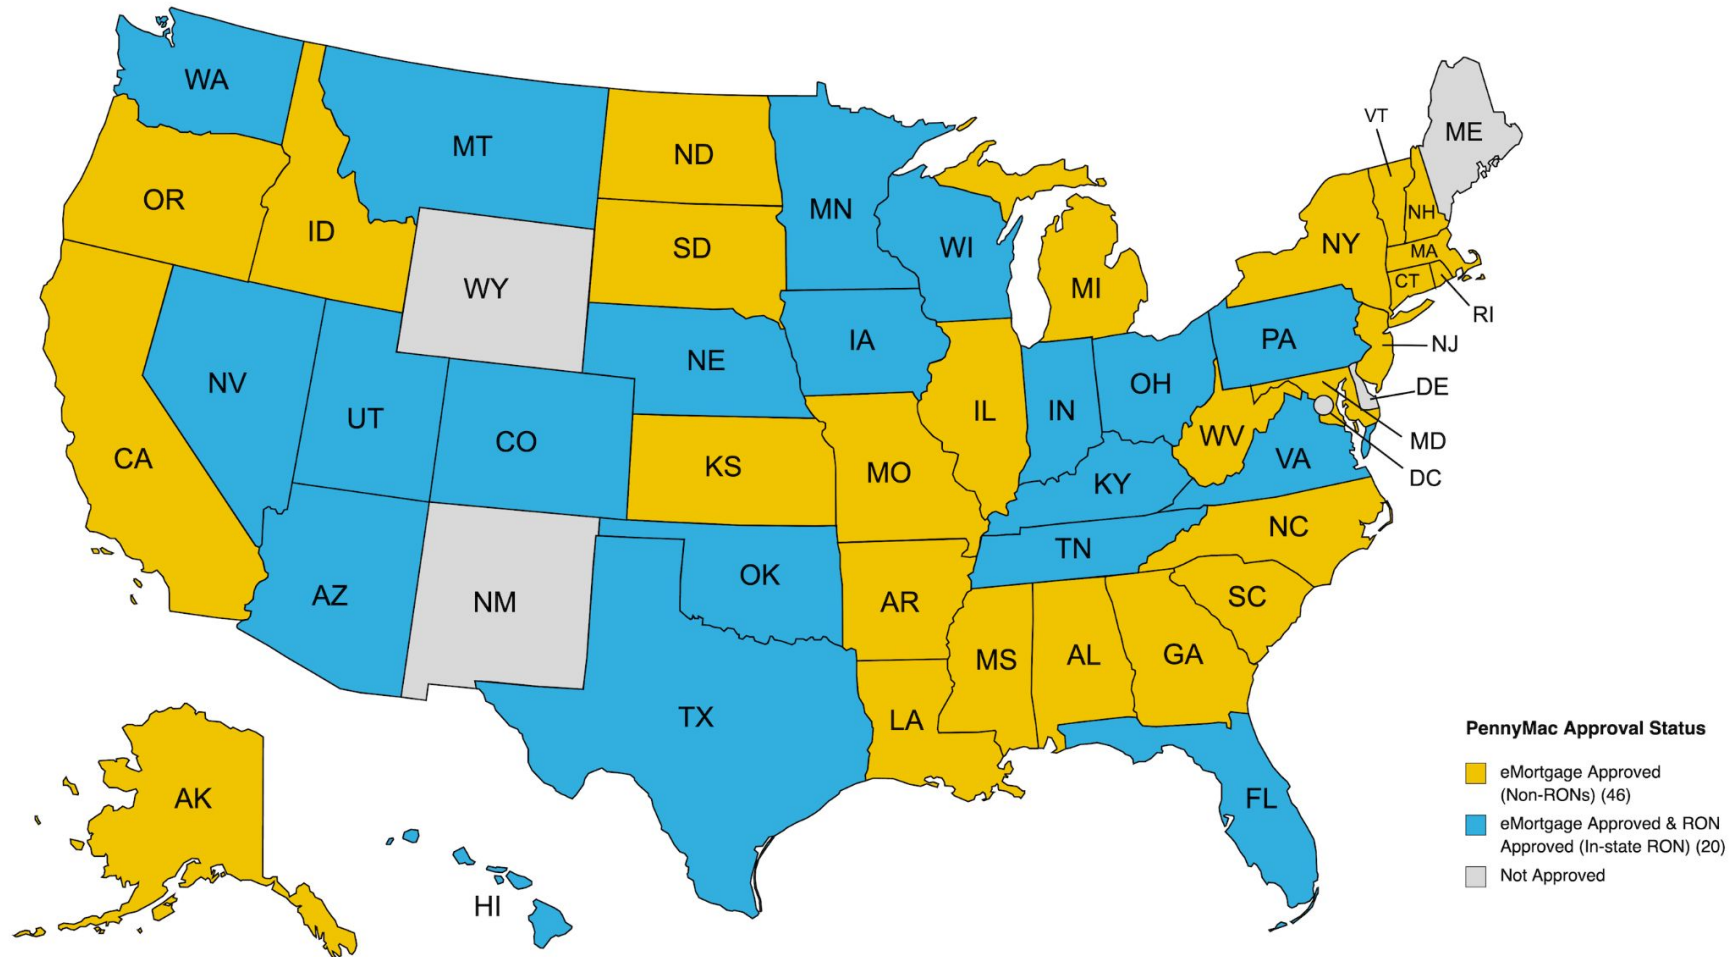 WA
MT
ND
MN
VT
ME
OR
ID
SD
WI
MI
NY
NH
MA
CT
RI
WY
NJ
NV
UT
NE
IA
PA
DE
CO
IL
IN
OH
CA
KS
MO
WV
VA
MD
DC
KY
NC
TN
AZ
NM
OK
AR
SC
MS
AL
GA
TX
LA
AK
FL
HI
PennyMac Approval Status
eMortgage Approved
(Non-RONs) (46)
eMortgage Approved & RON
Approved (In-state RON) (20)
Not Approved